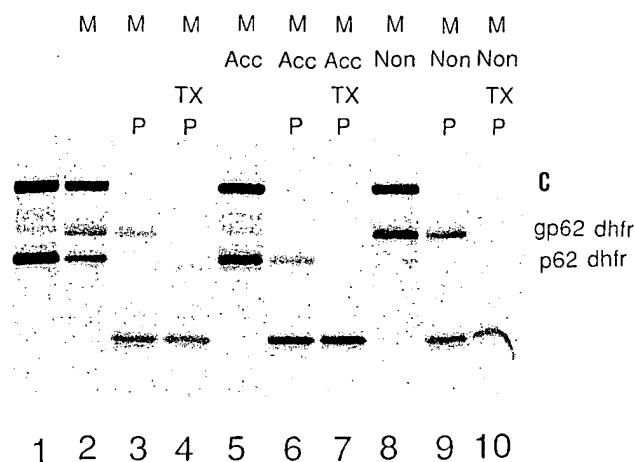 M M M M M M M M M
Acc Acc Acc Non Non Non
TX TX TX
P P P P P P
C
gp62 dhfr
p62 dhfr
1 2 3 4 5 6 7 8 9 10